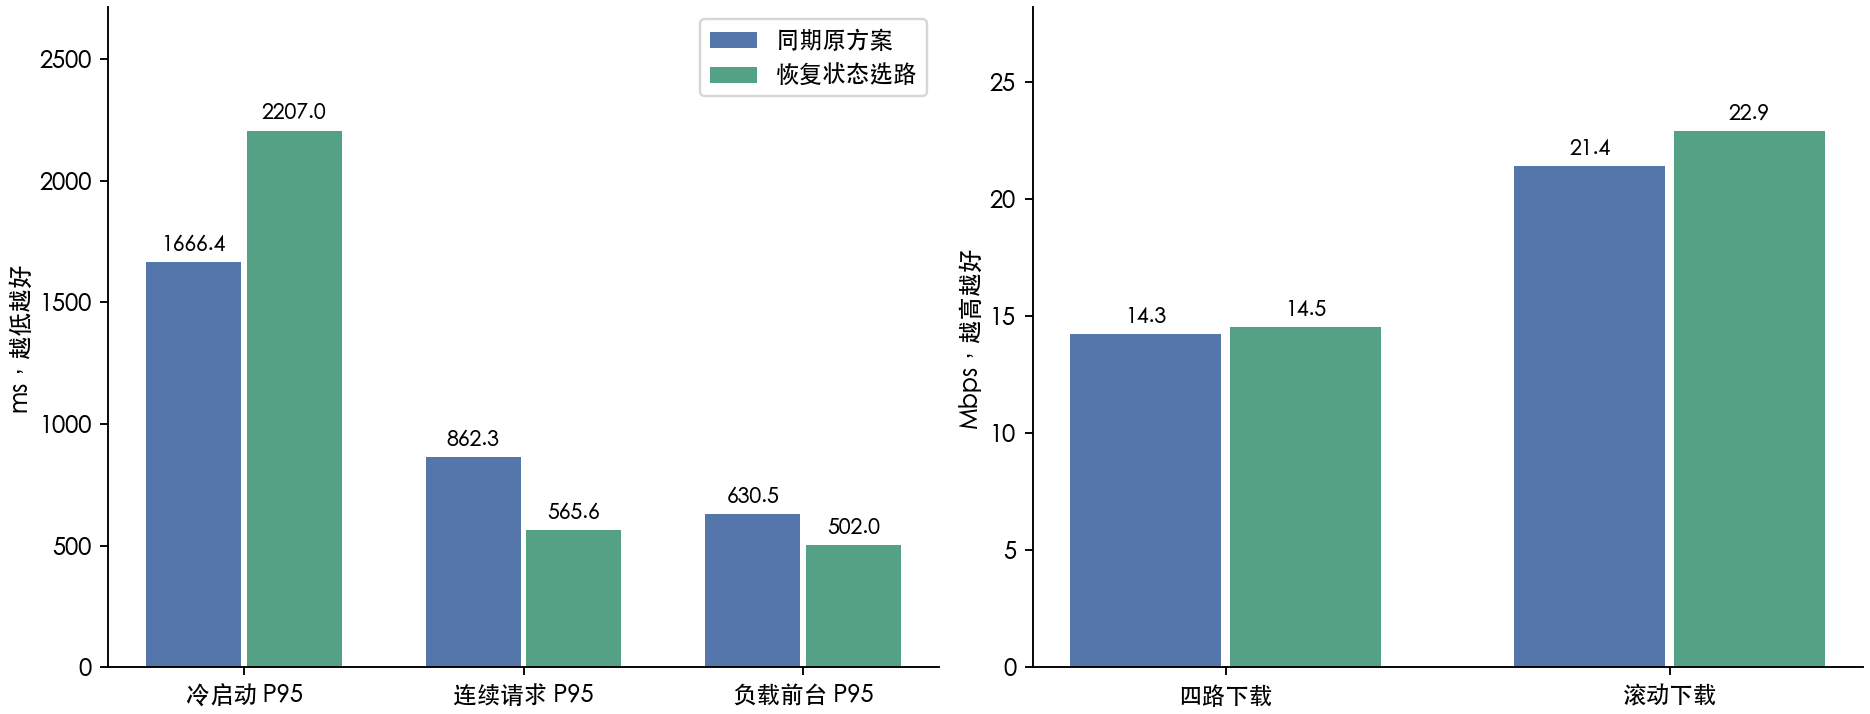 同期原方案
恢复状态选路
ms，越低越好
2500
2000
1500
1000
500
0
1666.4
2207.0
862.3
565.6
630.5
502.0
冷启动 P95
连续请求 P95
负载前台 P95
Mbps，越高越好
25
20
15
10
5
0
14.3
14.5
21.4
22.9
四路下载
滚动下载